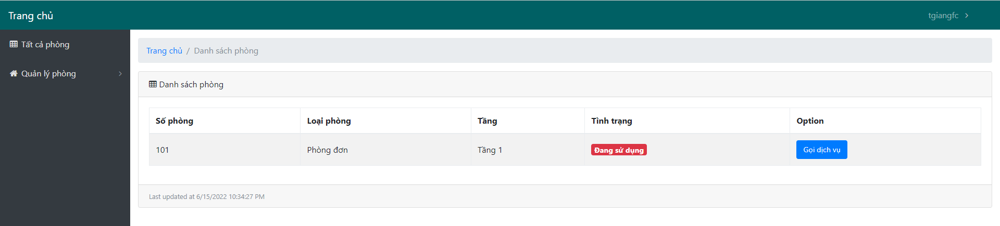 Trang chủ
tgiangfc
Tất cả phòng
Quản lý phòng
Trang chủ / Danh sách phòng
Danh sách phòng
Số phòng Loại phòng Tầng Tình trạng Option
101 Phòng đơn Tầng 1 Đang sử dụng Gọi dịch vụ
Last updated at 6/15/2022 10:34:27 PM